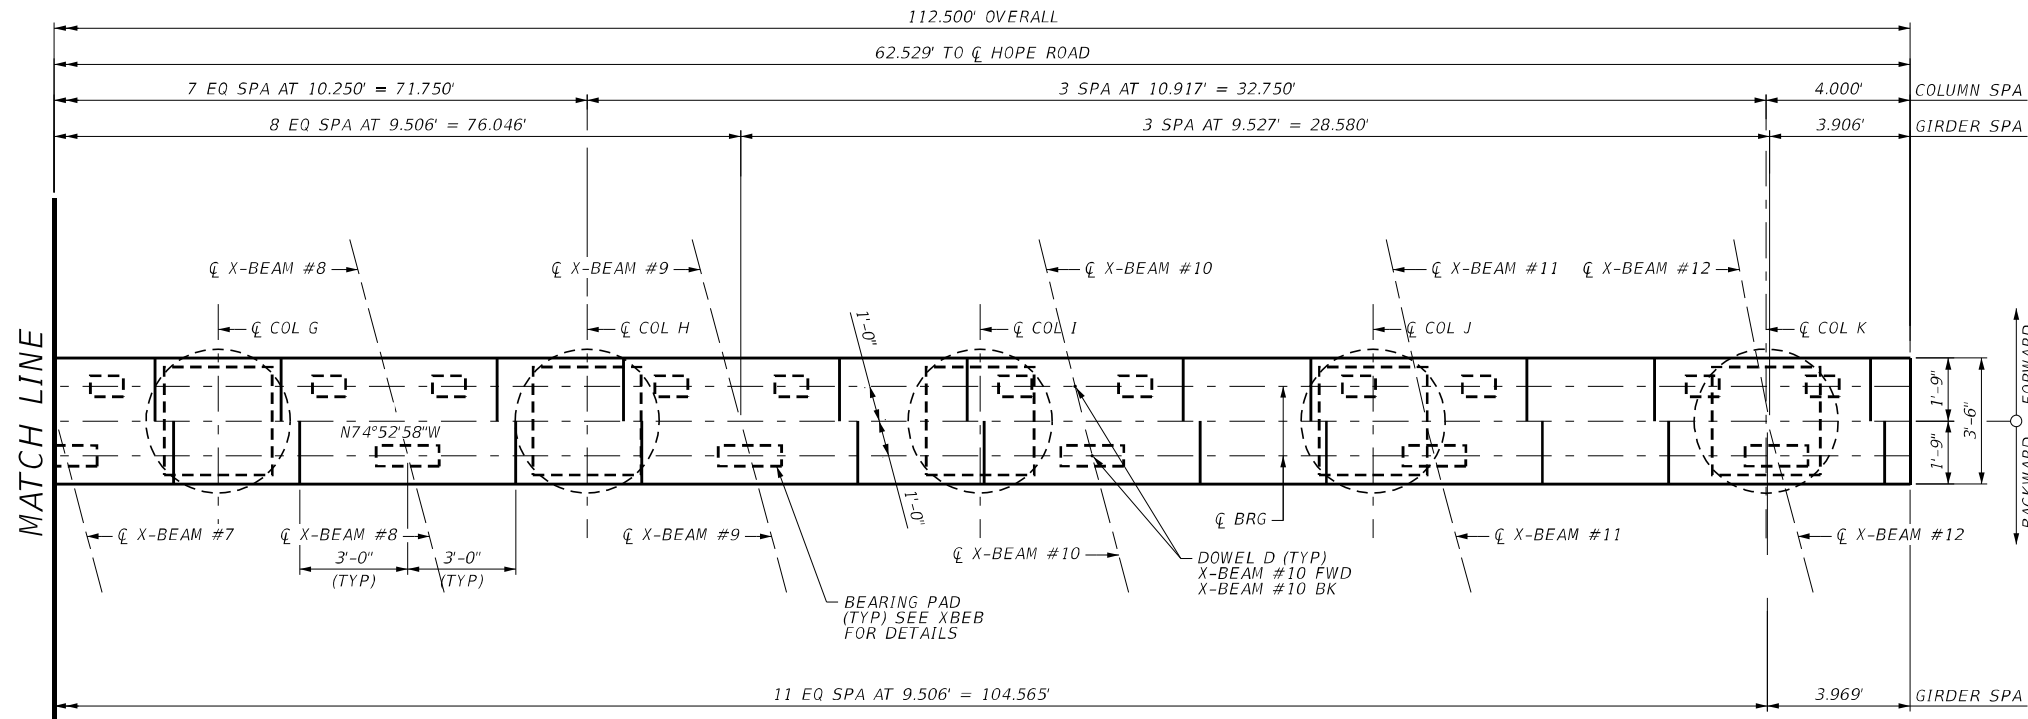 112.500' OVERALL
62.529' TO ℄ HOPE ROAD
7 EQ SPA AT 10.250' = 71.750'
3 SPA AT 10.917' = 32.750'
4.000'
COLUMN SPA
8 EQ SPA AT 9.506' = 76.046'
3 SPA AT 9.527' = 28.580'
3.906'
GIRDER SPA
℄ X-BEAM #8
℄ X-BEAM #9
℄ X-BEAM #10
℄ X-BEAM #11
℄ X-BEAM #12
℄ COL G
℄ COL H
1'-0"
℄ COL I
℄ COL J
℄ COL K
MATCH LINE
N74°52'58"W
1'-0"
1'-9"
1'-9"
3'-6"
FORWARD
BACKWARD
℄ X-BEAM #7
℄ X-BEAM #8
℄ X-BEAM #9
℄ X-BEAM #10
℄ BRG
℄ X-BEAM #11
℄ X-BEAM #12
3'-0"
(TYP)
3'-0"
(TYP)
DOWEL D (TYP)
X-BEAM #10 FWD
X-BEAM #10 BK
BEARING PAD
(TYP) SEE XBEB
FOR DETAILS
11 EQ SPA AT 9.506' = 104.565'
3.969'
GIRDER SPA